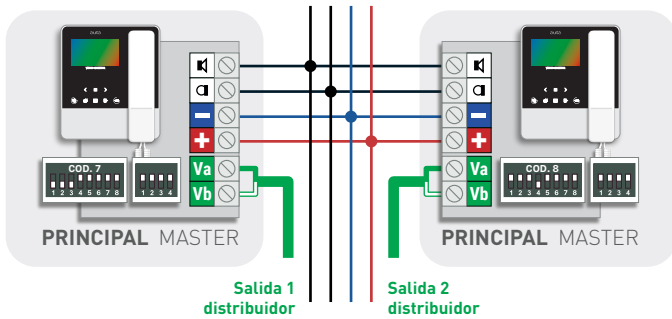 auta
auta
Va
Vb
Va
Vb
COD. 7
1 2 3 4 5 6 7 8
1 2 3 4
COD. 8
1 2 3 4 5 6 7 8
1 2 3 4
PRINCIPAL MASTER
PRINCIPAL MASTER
Salida 1
distribuidor
Salida 2
distribuidor